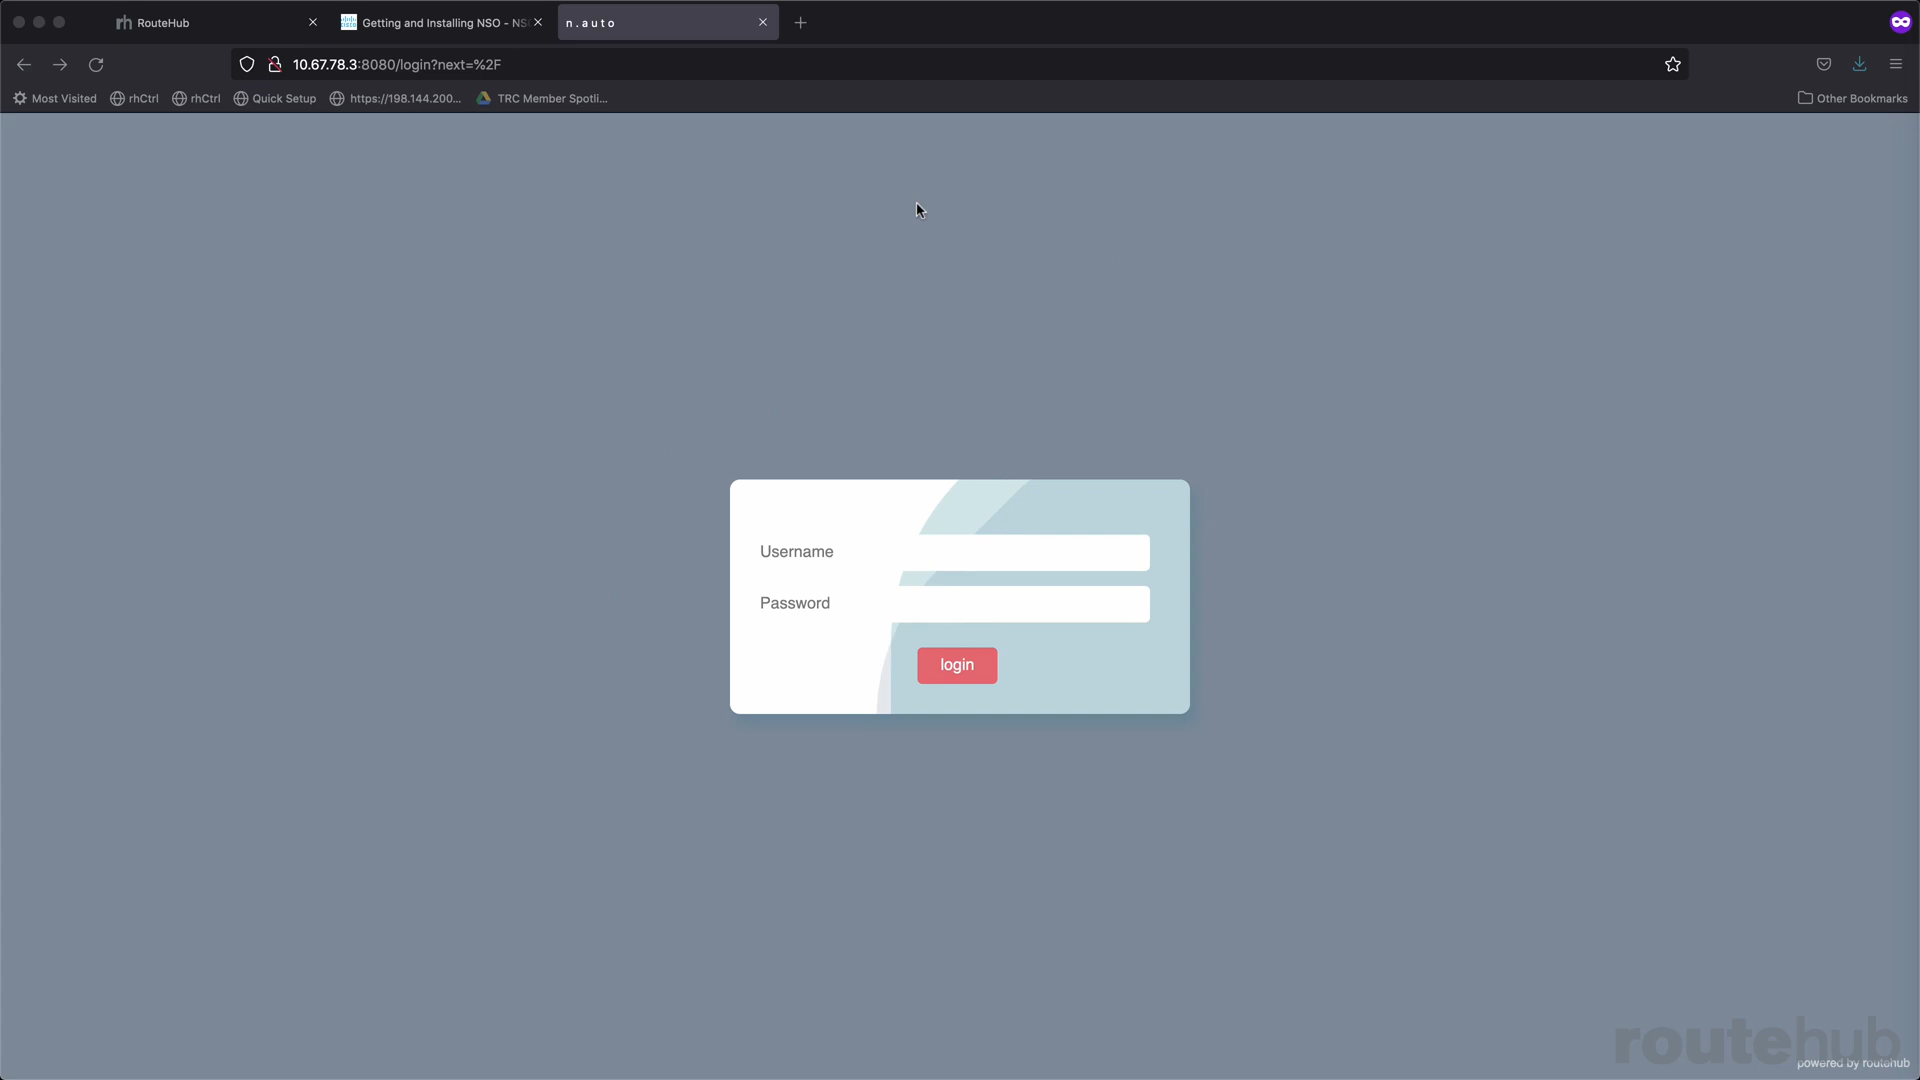 RouteHub
Getting and Installing NSO - NS
n.auto
10.67.78.3:8080/login?next=%2F
Most Visited
rhCtrl
rhCtrl
Quick Setup
https://198.144.200...
TRC Member Spotli...
Other Bookmarks
Username
Password
login
routehub
powered by routehub